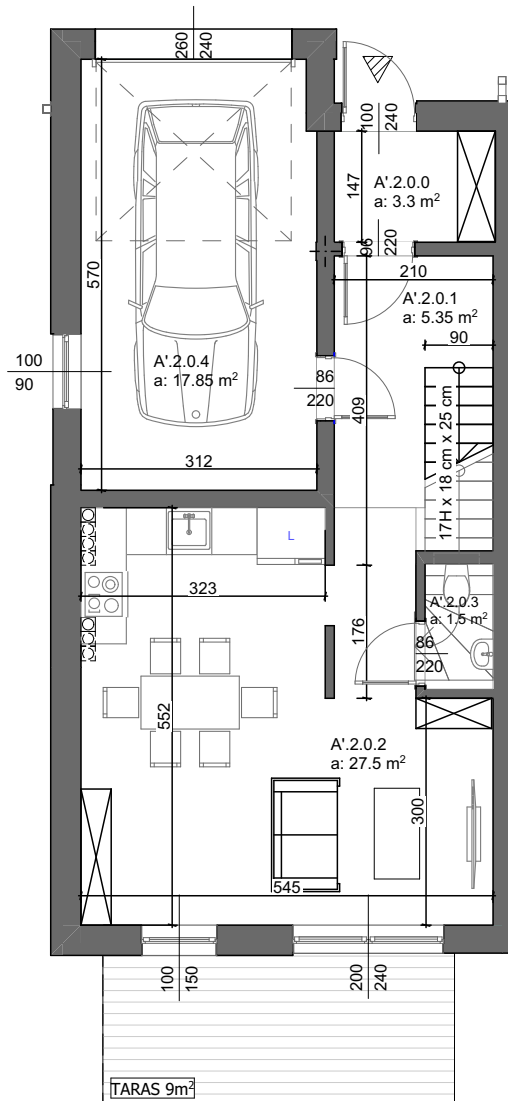 260
240
100
240
147
A'.2.0.0
a: 3.3 m²
96
220
210
570
A'.2.0.1
a: 5.35 m²
90
100
90
A'.2.0.4
a: 17.85 m²
86
220
409
17H x 18 cm x 25 cm
312
L
323
176
A'.2.0.3
a: 1.5 m²
86
220
552
A'.2.0.2
a: 27.5 m²
300
545
100
150
200
240
TARAS 9m²